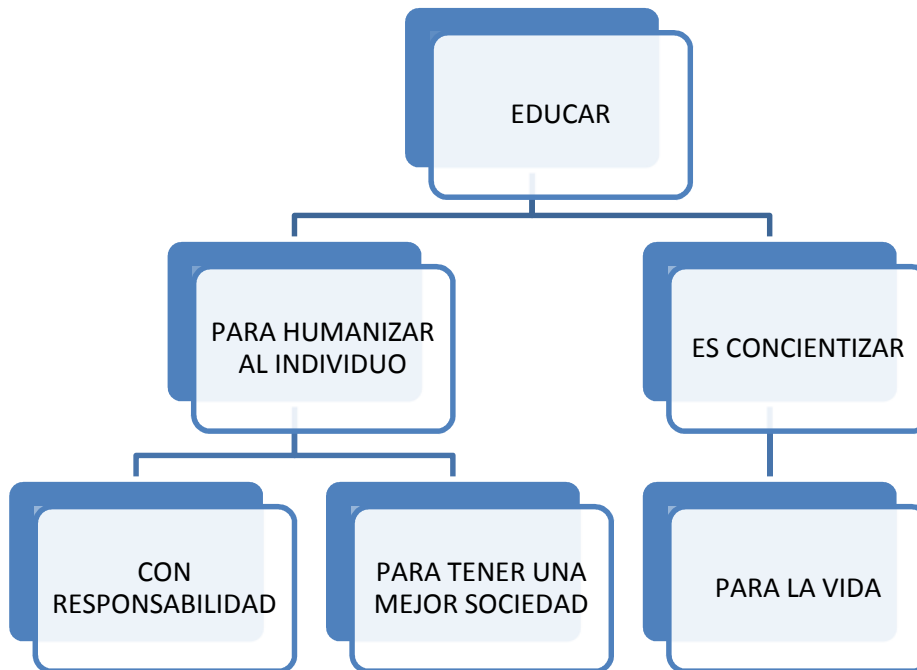 EDUCAR
PARA HUMANIZAR
AL INDIVIDUO
ES CONCIENTIZAR
CON
RESPONSABILIDAD
PARA TENER UNA
MEJOR SOCIEDAD
PARA LA VIDA